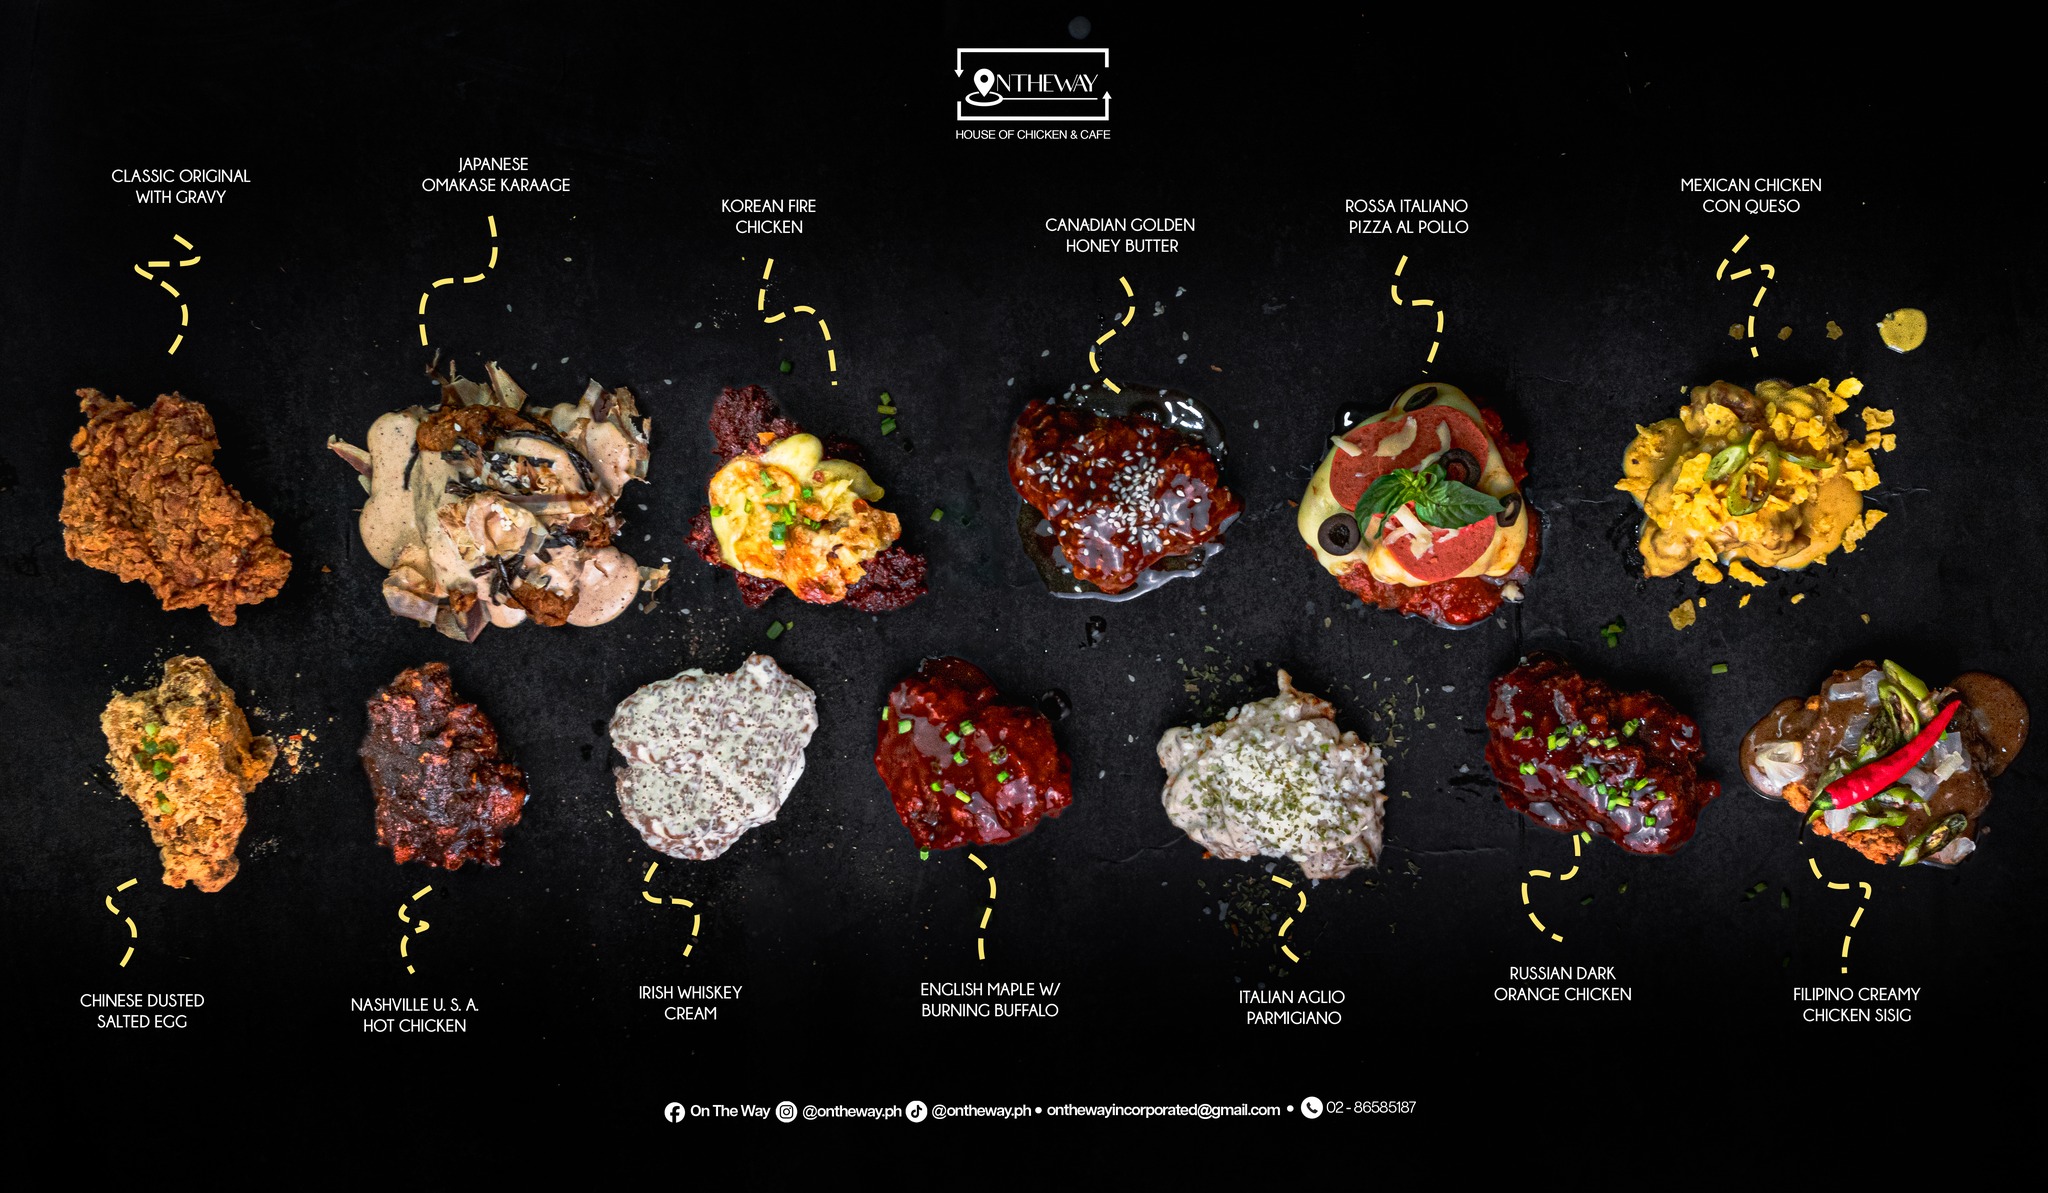 ONTHEWAY
HOUSE OF CHICKEN & CAFE
CLASSIC ORIGINAL
WITH GRAVY
JAPANESE
OMAKASE KARAAGE
KOREAN FIRE
CHICKEN
CANADIAN GOLDEN
HONEY BUTTER
ROSSA ITALIANO
PIZZA AL POLLO
MEXICAN CHICKEN
CON QUESO
CHINESE DUSTED
SALTED EGG
NASHVILLE U. S. A.
HOT CHICKEN
IRISH WHISKEY
CREAM
ENGLISH MAPLE W/
BURNING BUFFALO
ITALIAN AGLIO
PARMIGIANO
RUSSIAN DARK
ORANGE CHICKEN
FILIPINO CREAMY
CHICKEN SISIG
On The Way @ontheway.ph @ontheway.ph • onthewayincorporated@gmail.com • 02 - 86585187